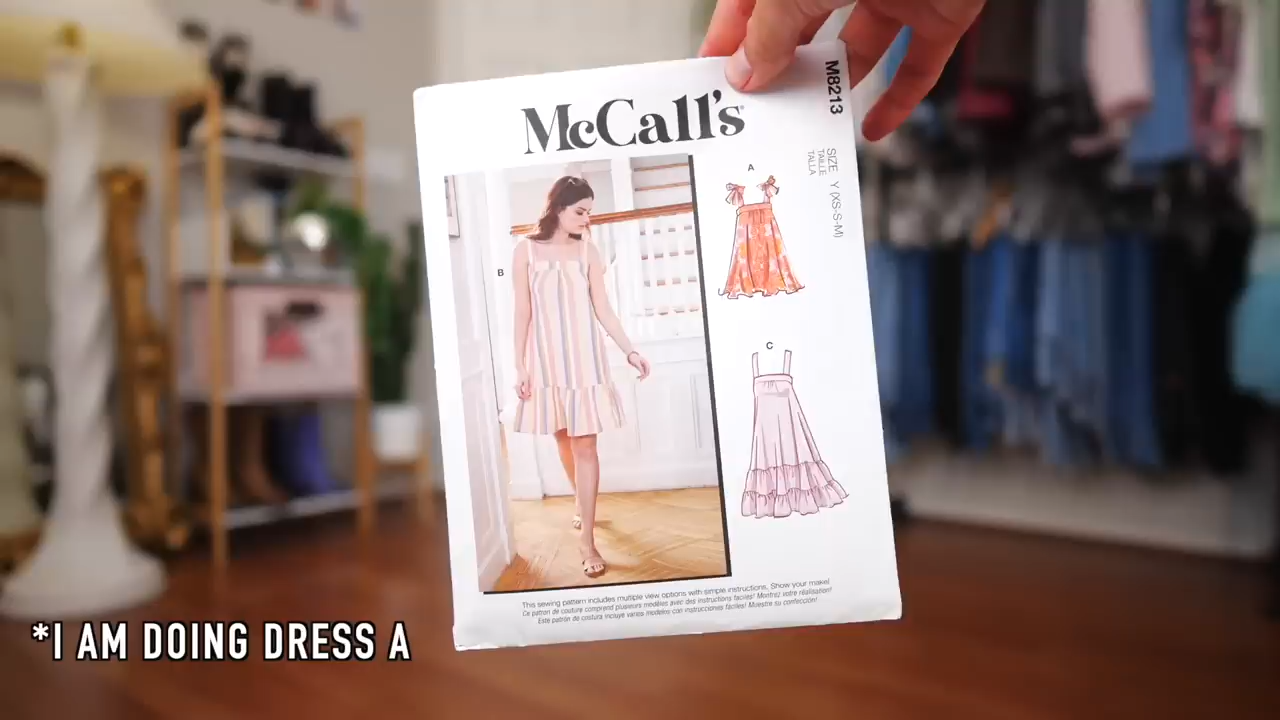 McCall's
M8213
SIZE Y (XS-S-M)
TAILLE
TALLA
A
B
C
This sewing pattern includes multiple view options with simple instructions. Show your make!
Ce patron de couture comprend plusieurs modèles avec des instructions faciles! Montrez votre réalisation!
Este patrón de costura incluye varios modelos con instrucciones fáciles! Muestre su confección!
*I AM DOING DRESS A